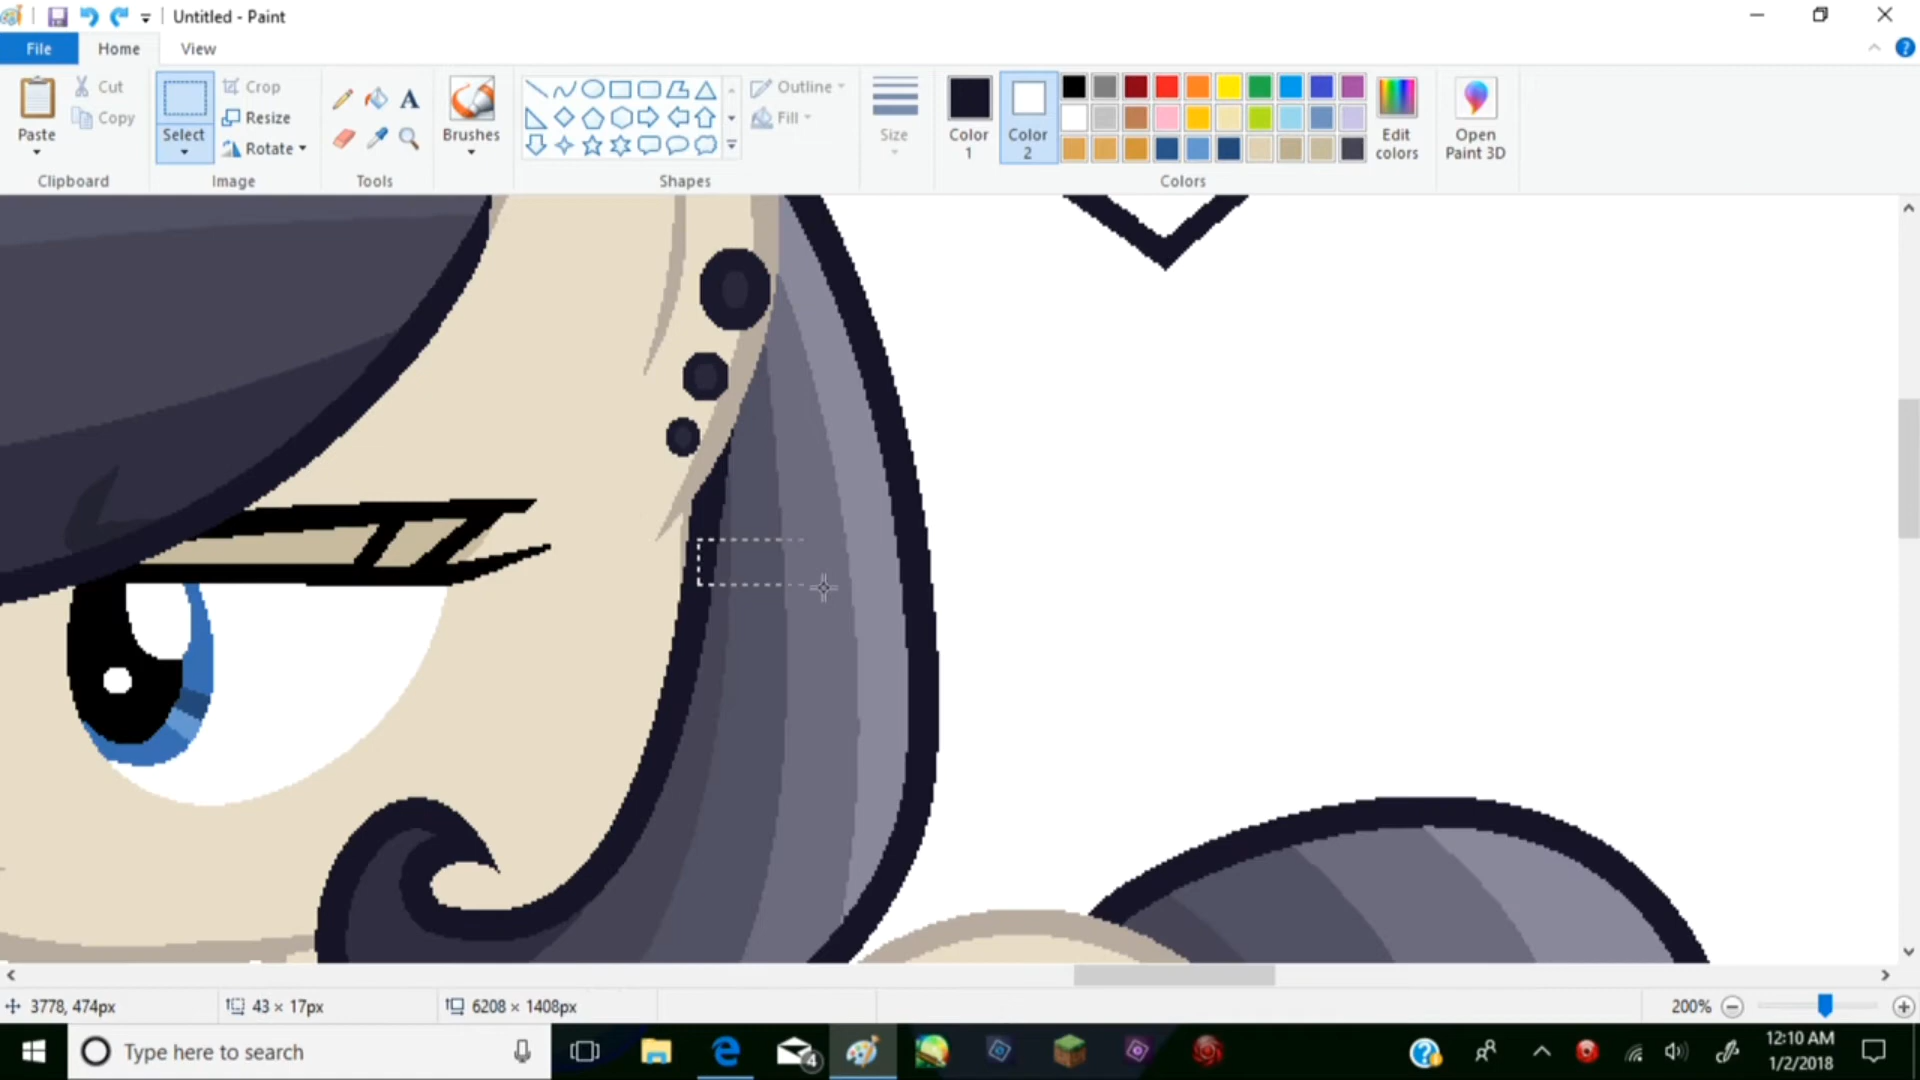 Untitled - Paint
File Home View
Paste
Cut
Copy
Clipboard
Select
Crop
Resize
Rotate
Image
Tools
A
Brushes
Shapes
Outline
Fill
Size
Color 1
Color 2
Edit colors
Open Paint 3D
Colors
3778, 474px
43 × 17px
6208 × 1408px
200%
Type here to search
4
12:10 AM
1/2/2018